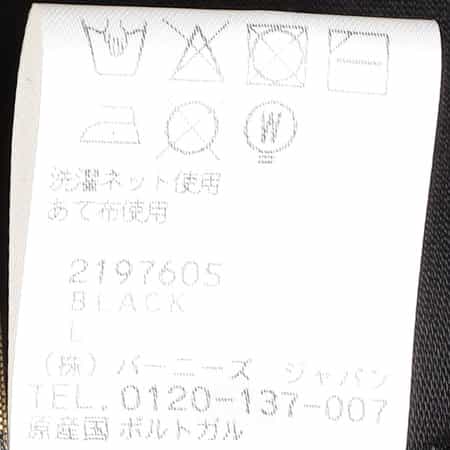 W
洗濯ネット使用
あて布使用
2197605
BLACK
L
(株) バーニーズ ジャパン
TEL. 0120-137-007
原産国 ポルトガル